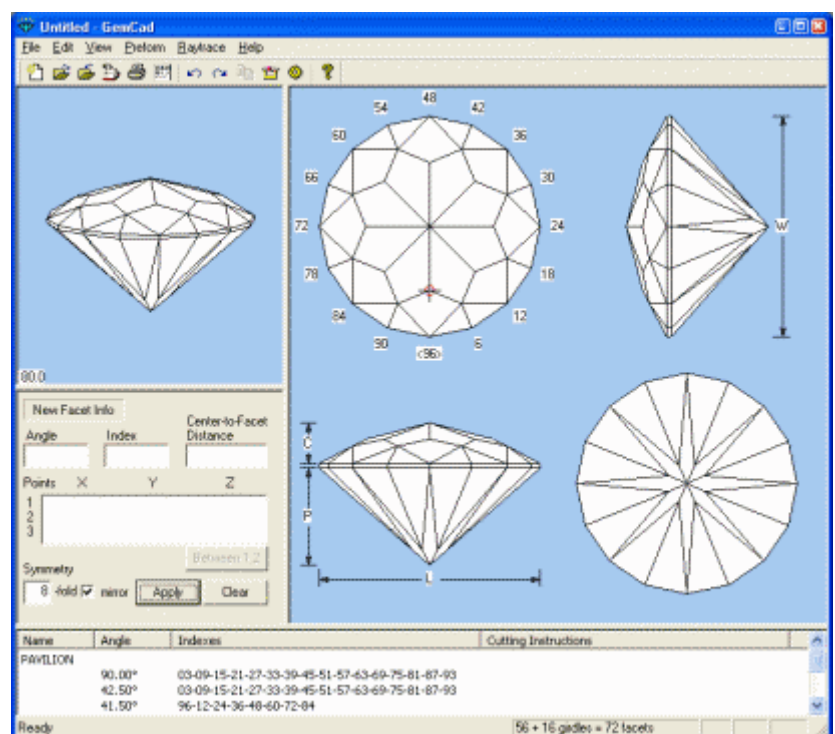 Untitled - GemCad
File Edit View Preform Raytrace Help
80.0
48
54 42
60 36
66 30
72 24
78 18
84 12
90 6
<96>
W
C
P
L
New Facet Info
Angle Index Center-to-Facet Distance
Points X Y Z
1
2
3
Between 1,2
Symmetry
8 -fold mirror Apply Clear
Name Angle Indexes Cutting Instructions
PAVILION
90.00° 03-09-15-21-27-33-39-45-51-57-63-69-75-81-87-93
42.50° 03-09-15-21-27-33-39-45-51-57-63-69-75-81-87-93
41.50° 96-12-24-36-48-60-72-84
Ready 56 + 16 girdles = 72 facets